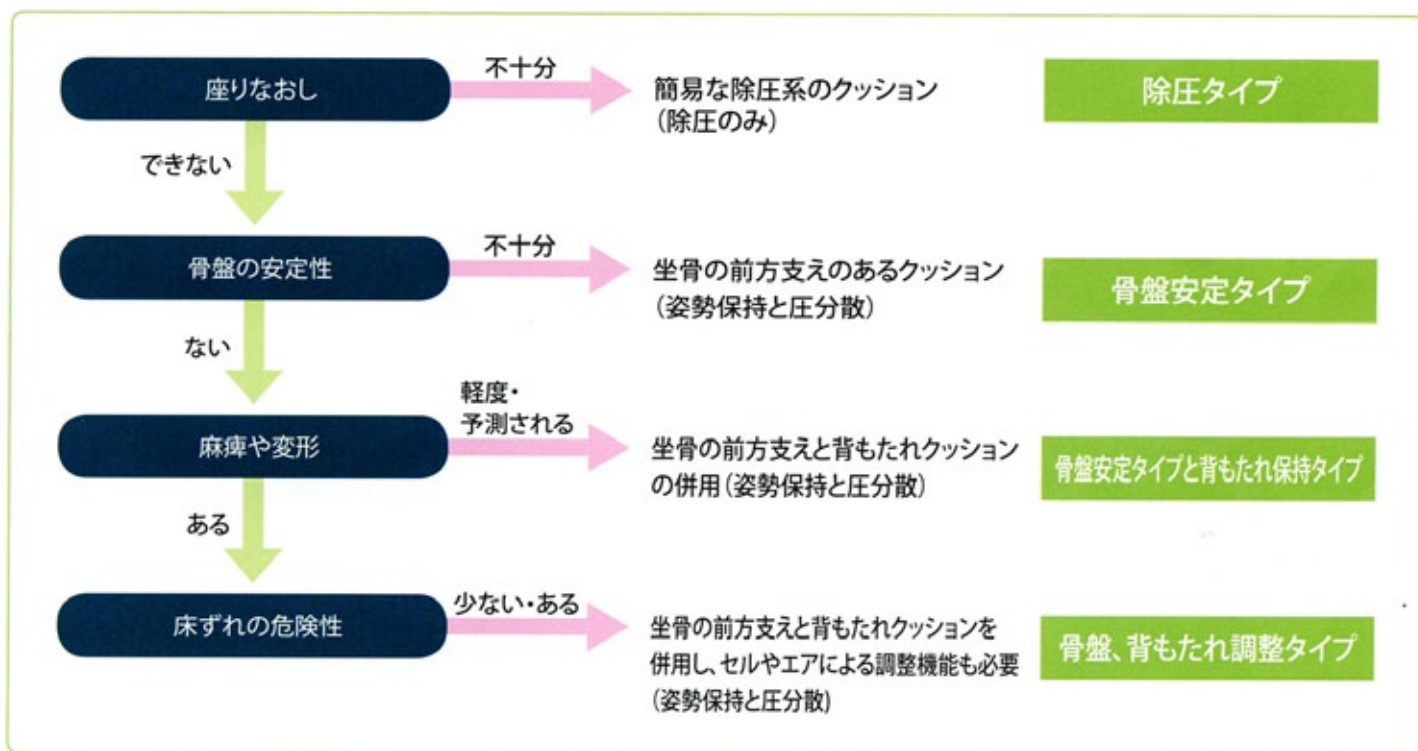 座りなおし
不十分
簡易な除圧系のクッション
（除圧のみ）
除圧タイプ
できない
骨盤の安定性
不十分
坐骨の前方支えのあるクッション
（姿勢保持と圧分散）
骨盤安定タイプ
ない
麻痺や変形
軽度・
予測される
坐骨の前方支えと背もたれクッション
の併用（姿勢保持と圧分散）
骨盤安定タイプと背もたれ保持タイプ
ある
床ずれの危険性
少ない・ある
坐骨の前方支えと背もたれクッションを
併用し、セルやエアによる調整機能も必要
（姿勢保持と圧分散)
骨盤、背もたれ調整タイプ